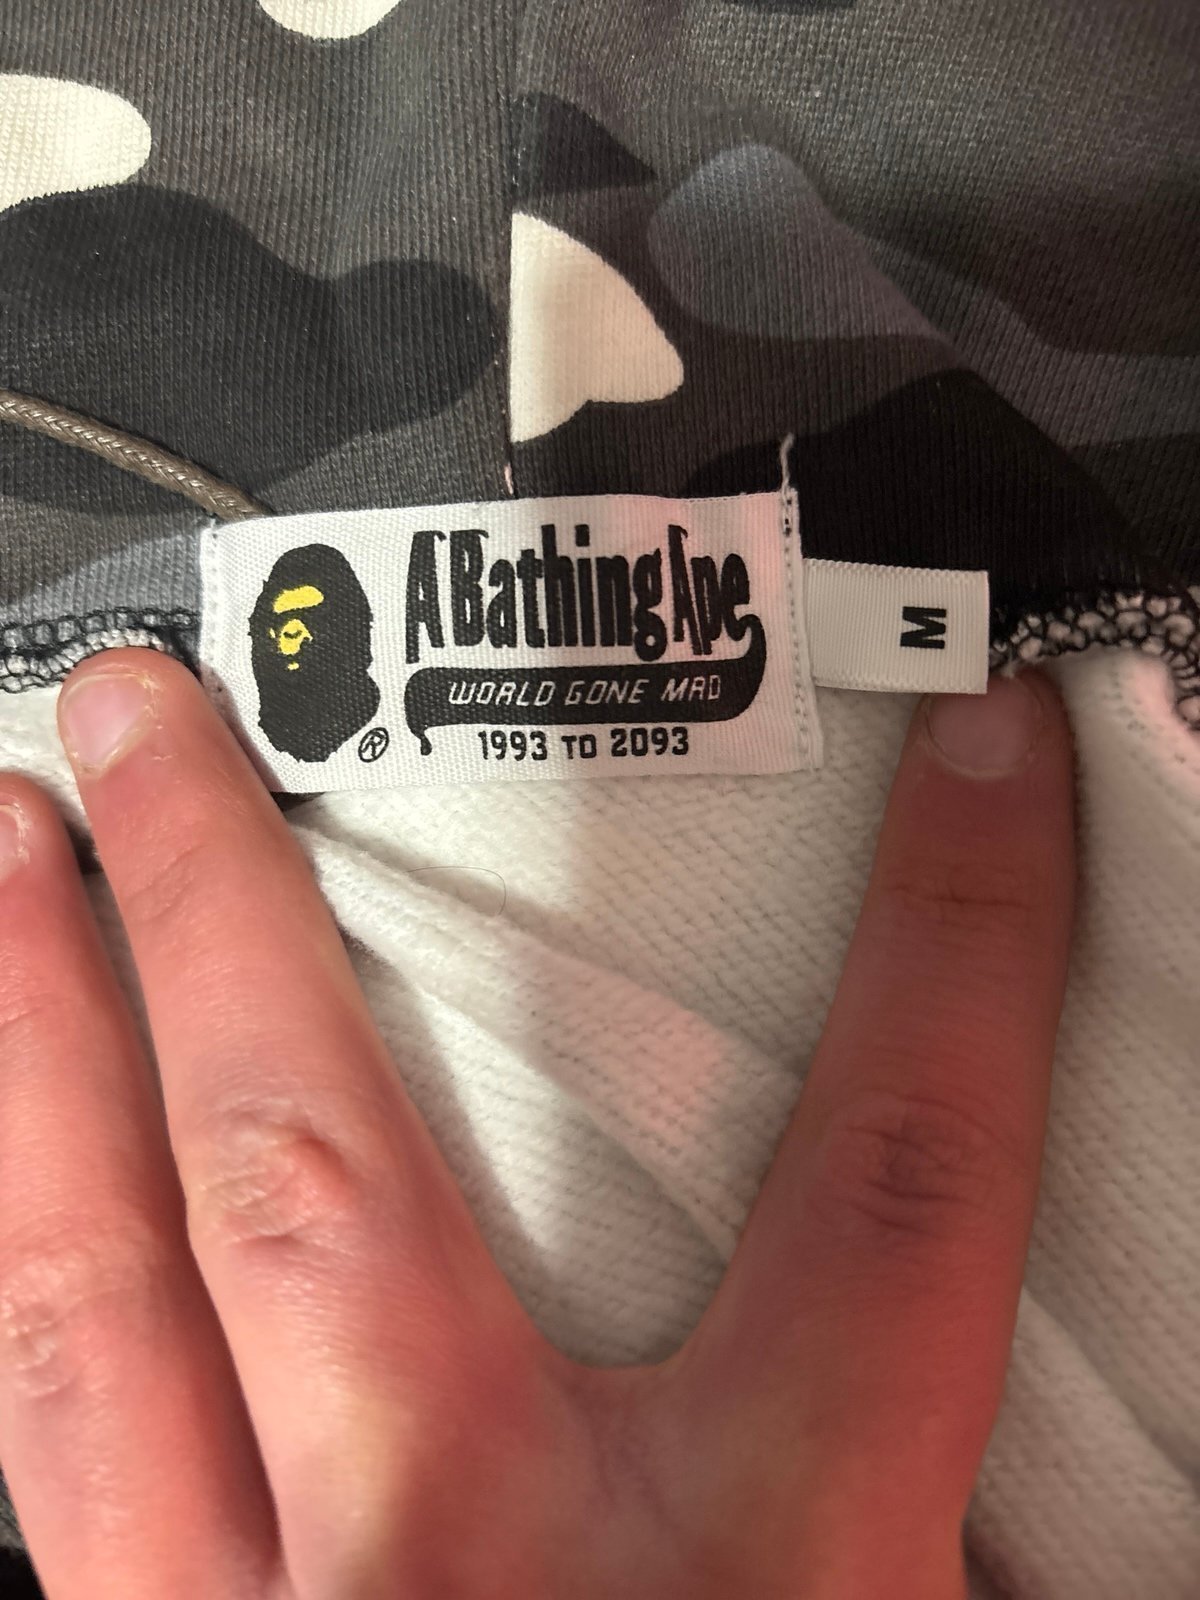 A Bathing Ape
WORLD GONE MAD
1993 TO 2093
®
M